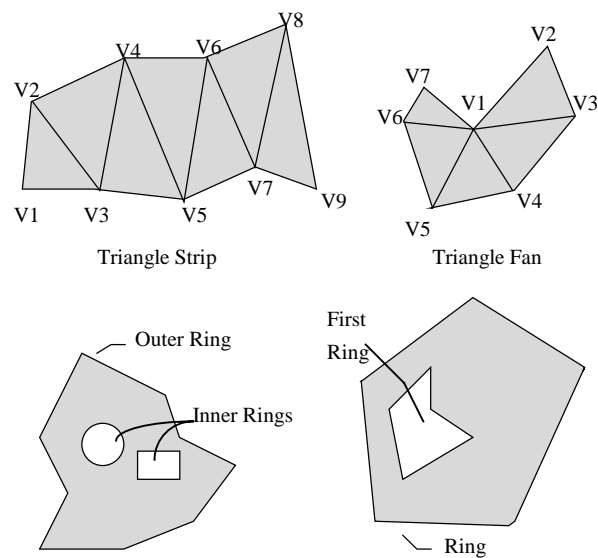 V8
V4
V6
V2
V1
V3
V5
V7
V9
Triangle Strip
V2
V7
V1
V3
V6
V4
V5
Triangle Fan
Outer Ring
Inner Rings
First
Ring
Ring